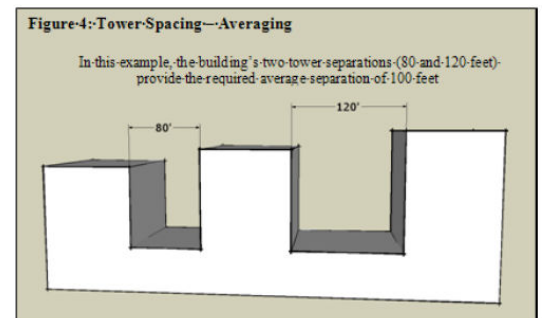 Figure·4:·Tower·Spacing·–·Averaging
In·this·example,·the·building's·two·tower·separations·(80·and·120·feet)·
provide·the·required·average·separation·of·100·feet
80'
120'